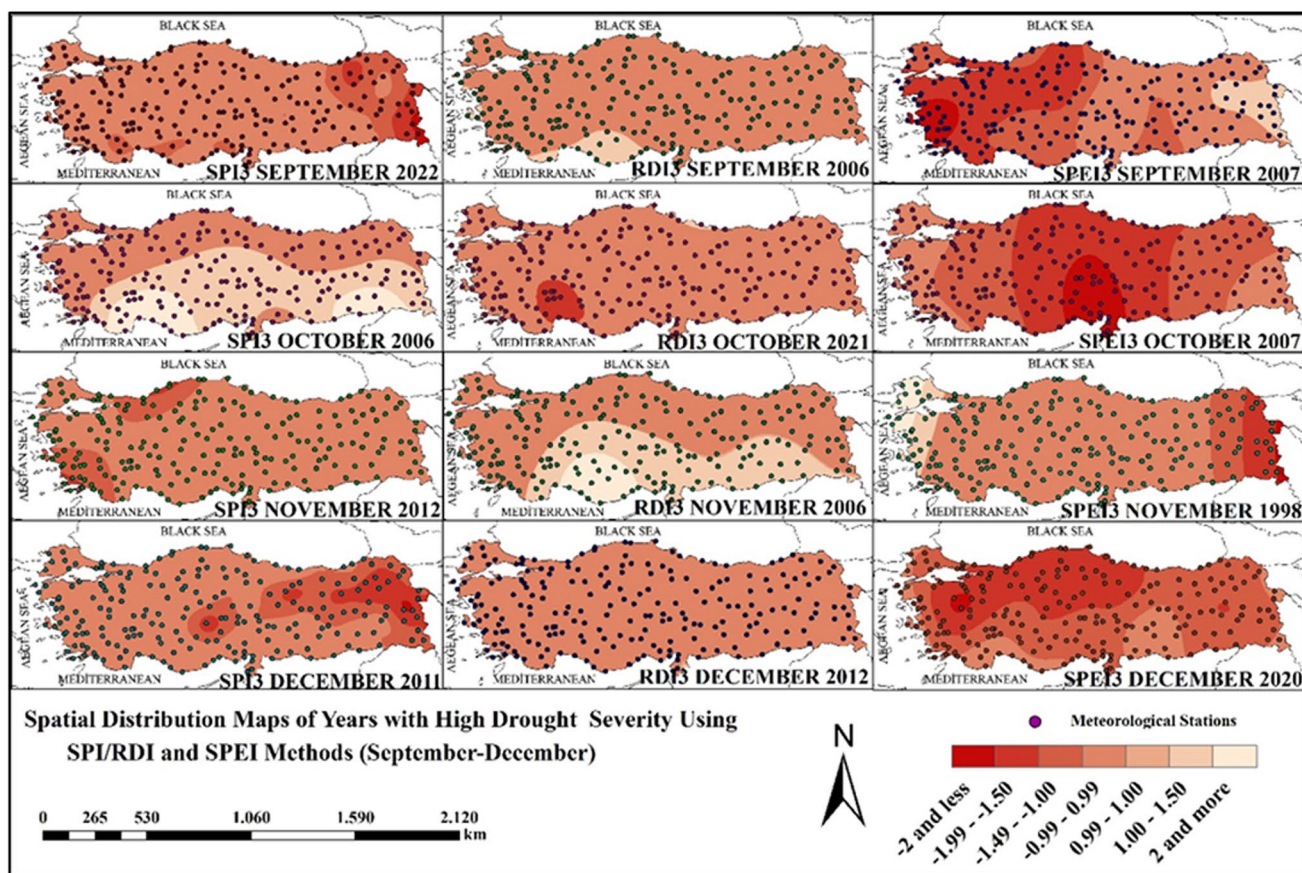 BLACK SEA
AEGEAN SEA
MEDITERRANEAN
SPI3 SEPTEMBER 2022
BLACK SEA
AEGEAN SEA
MEDITERRANEAN
RDI3 SEPTEMBER 2006
BLACK SEA
AEGEAN SEA
MEDITERRANEAN
SPEI3 SEPTEMBER 2007
BLACK SEA
AEGEAN SEA
MEDITERRANEAN
SPI3 OCTOBER 2006
BLACK SEA
AEGEAN SEA
MEDITERRANEAN
RDI3 OCTOBER 2021
BLACK SEA
AEGEAN SEA
MEDITERRANEAN
SPEI3 OCTOBER 2007
BLACK SEA
AEGEAN SEA
MEDITERRANEAN
SPI3 NOVEMBER 2012
BLACK SEA
AEGEAN SEA
MEDITERRANEAN
RDI3 NOVEMBER 2006
BLACK SEA
AEGEAN SEA
MEDITERRANEAN
SPEI3 NOVEMBER 1998
BLACK SEA
AEGEAN SEA
MEDITERRANEAN
SPI3 DECEMBER 2011
BLACK SEA
AEGEAN SEA
MEDITERRANEAN
RDI3 DECEMBER 2012
BLACK SEA
AEGEAN SEA
MEDITERRANEAN
SPEI3 DECEMBER 2020
Spatial Distribution Maps of Years with High Drought Severity Using
SPI/RDI and SPEI Methods (September-December)
0 265 530 1.060 1.590 2.120
km
N
Meteorological Stations
-2 and less
-1.99 - -1.50
-1.49 - -1.00
-0.99 - 0.99
0.99 - 1.00
1.00 - 1.50
2 and more